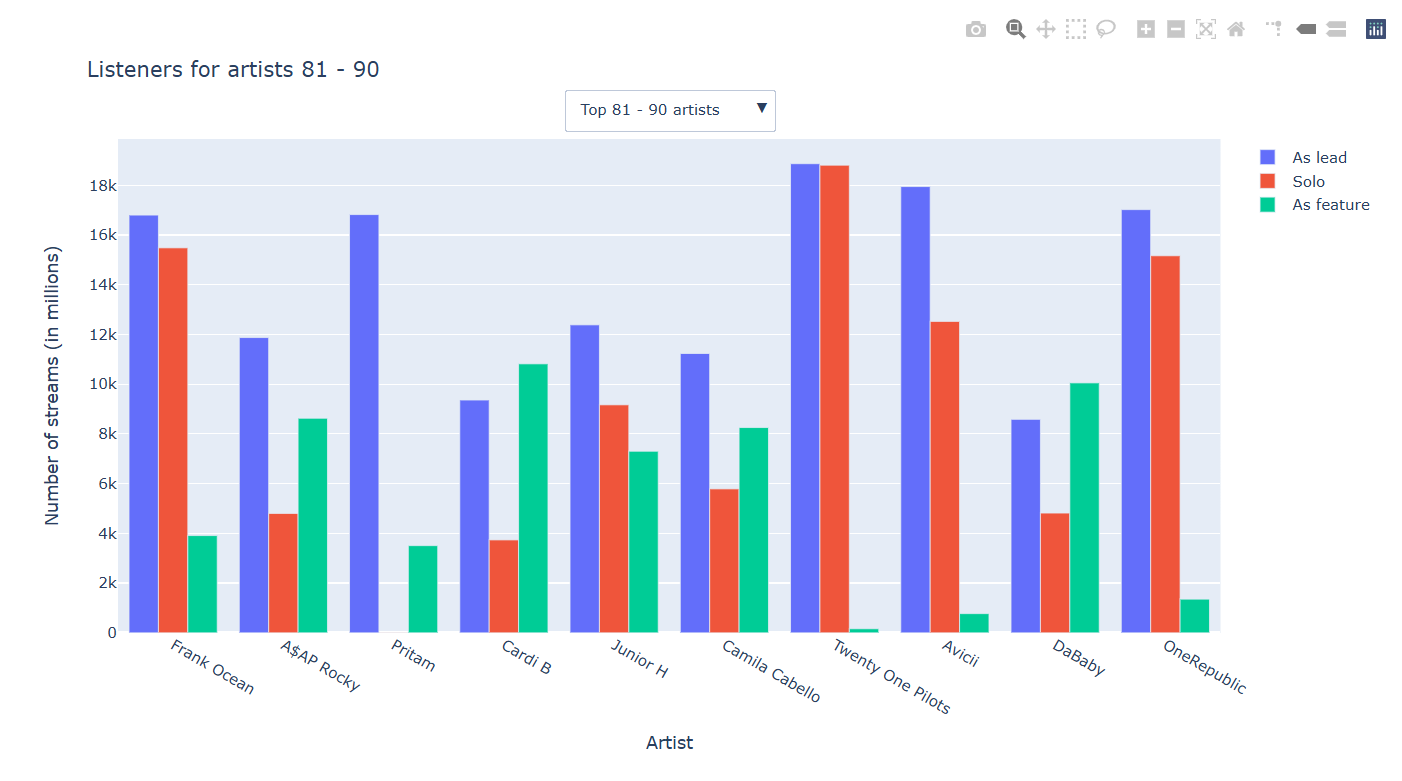 Listeners for artists 81 - 90
Top 81 - 90 artists
As lead
Solo
As feature
Number of streams (in millions)
18k
16k
14k
12k
10k
8k
6k
4k
2k
0
Frank Ocean
A$AP Rocky
Pritam
Cardi B
Junior H
Camila Cabello
Twenty One Pilots
Avicii
DaBaby
OneRepublic
Artist